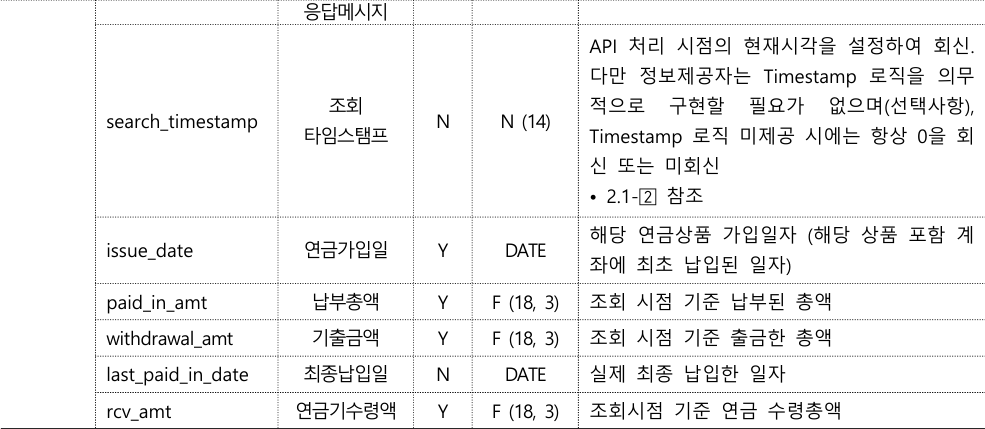 응답메시지
search_timestamp
조회
타임스탬프
N
N (14)
API 처리 시점의 현재시각을 설정하여 회신.
다만 정보제공자는 Timestamp 로직을 의무
적으로 구현할 필요가 없으며(선택사항),
Timestamp 로직 미제공 시에는 항상 0을 회
신 또는 미회신
• 2.1-2 참조
issue_date
연금가입일
Y
DATE
해당 연금상품 가입일자 (해당 상품 포함 계
좌에 최초 납입된 일자)
paid_in_amt
납부총액
Y
F (18, 3)
조회 시점 기준 납부된 총액
withdrawal_amt
기출금액
Y
F (18, 3)
조회 시점 기준 출금한 총액
last_paid_in_date
최종납입일
N
DATE
실제 최종 납입한 일자
rcv_amt
연금기수령액
Y
F (18, 3)
조회시점 기준 연금 수령총액